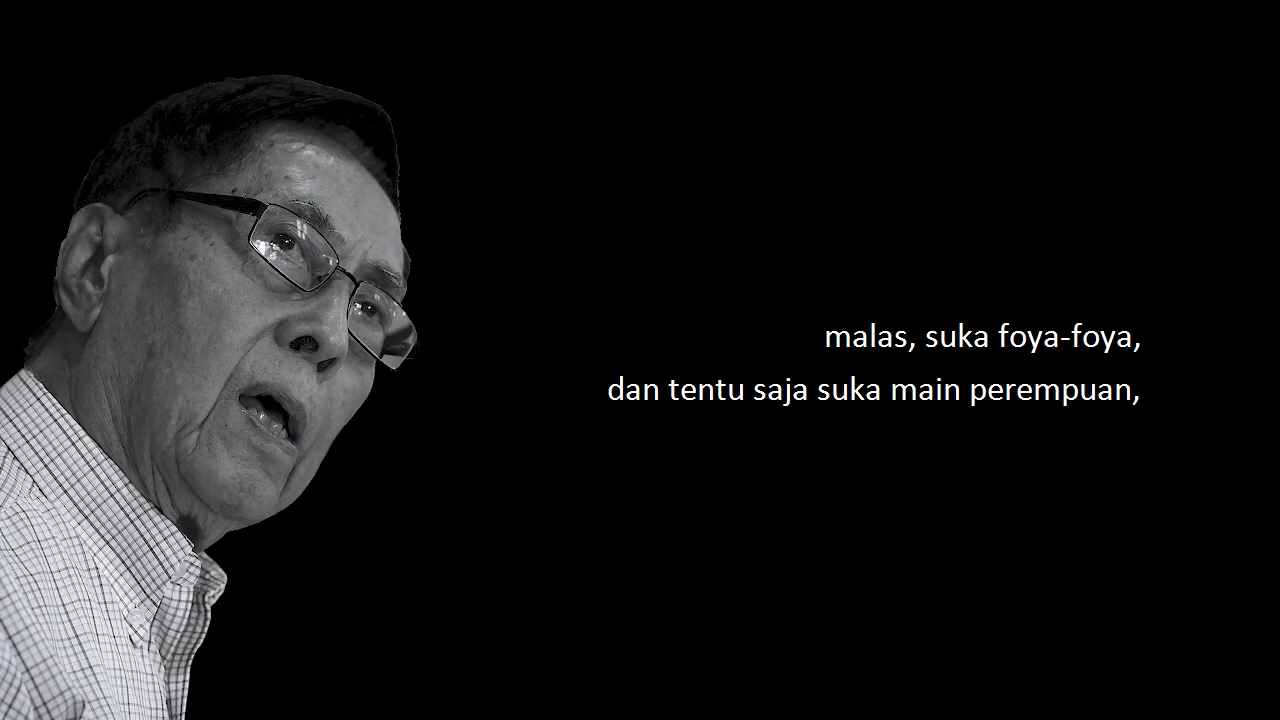 malas, suka foya-foya,
dan tentu saja suka main perempuan,